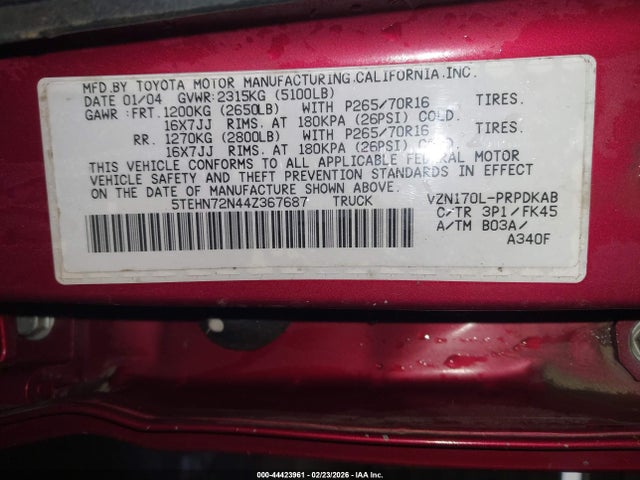 MFD.BY TOYOTA MOTOR MANUFACTURING,CALIFORNIA,INC.
DATE 01/04 GVWR:2315KG (5100LB)
GAWR :FRT.1200KG (2650LB) WITH P265/70R16 TIRES.
16X7JJ RIMS. AT 180KPA (26PSI) COLD.
RR. 1270KG (2800LB) WITH P265/70R16 TIRES.
16X7JJ RIMS. AT 180KPA (26PSI) COLD.
THIS VEHICLE CONFORMS TO ALL APPLICABLE FEDERAL MOTOR
VEHICLE SAFETY AND THEFT PREVENTION STANDARDS IN EFFECT
ON THE DATE OF MANUFACTURE SHOWN ABOVE.
5TEHN72N44Z367687 TRUCK VZN170L-PRPDKAB
C/TR 3P1/FK45
A/TM B03A/
A340F
000-44423961 - 02/23/2026 - IAA Inc.